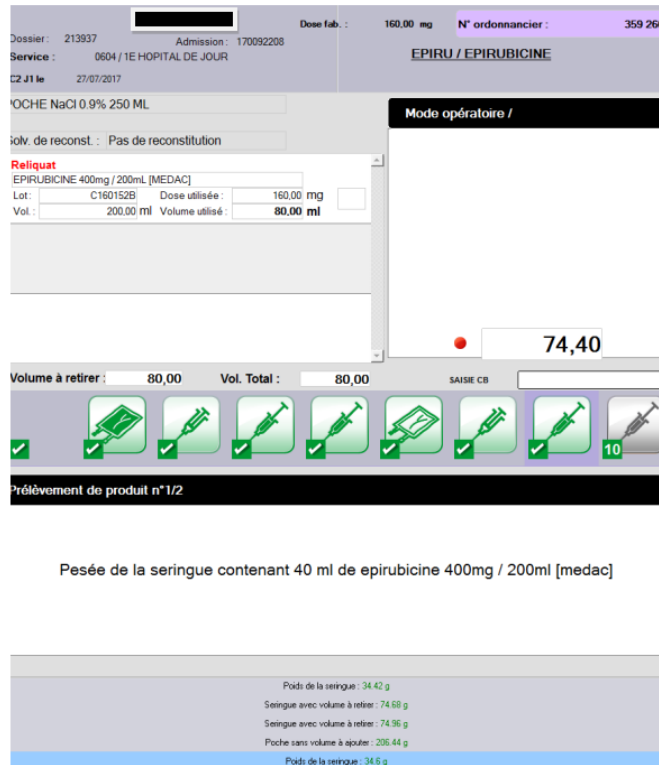 Dose fab. : 160,00 mg N° ordonnancier : 359 26
Dossier : 213937 Admission : 170092208
Service : 0604 / 1E HOPITAL DE JOUR
EPIRU / EPIRUBICINE
C2 J1 le 27/07/2017
POCHE NaCl 0.9% 250 ML
Mode opératoire /
Solv. de reconst. : Pas de reconstitution
Reliquat
EPIRUBICINE 400mg / 200mL [MEDAC]
Lot : C160152B Dose utilisée : 160,00 mg
Vol. : 200,00 ml Volume utilisé : 80,00 ml
74,40
Volume à retirer : 80,00 Vol. Total : 80,00
SAISIE CB
10
Prélèvement de produit n°1/2
Pesée de la seringue contenant 40 ml de epirubicine 400mg / 200ml [medac]
Poids de la seringue : 34.42 g
Seringue avec volume à retirer : 74.68 g
Seringue avec volume à retirer : 74.96 g
Poche sans volume à ajouter : 206.44 g
Poids de la seringue : 34.6 g